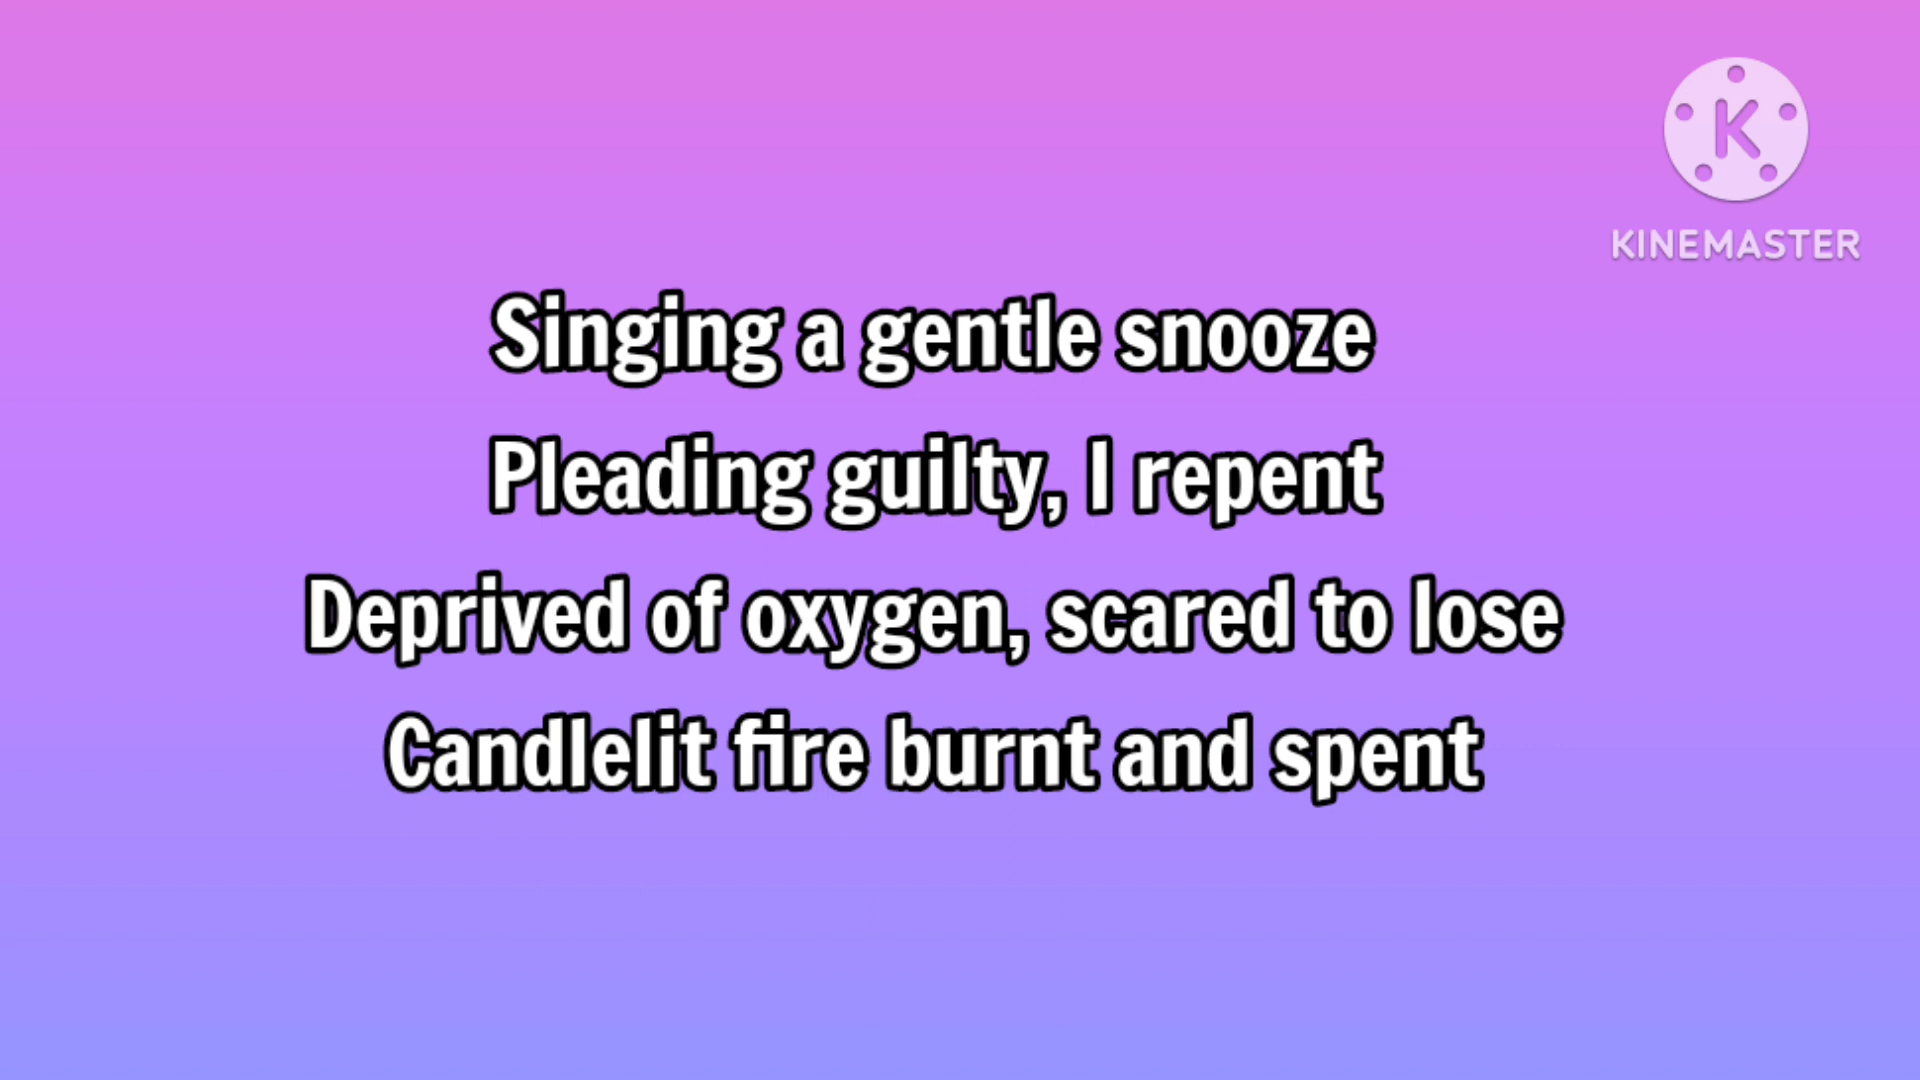 KINEMASTER
Singing a gentle snooze
Pleading guilty, I repent
Deprived of oxygen, scared to lose
Candlelit fire burnt and spent